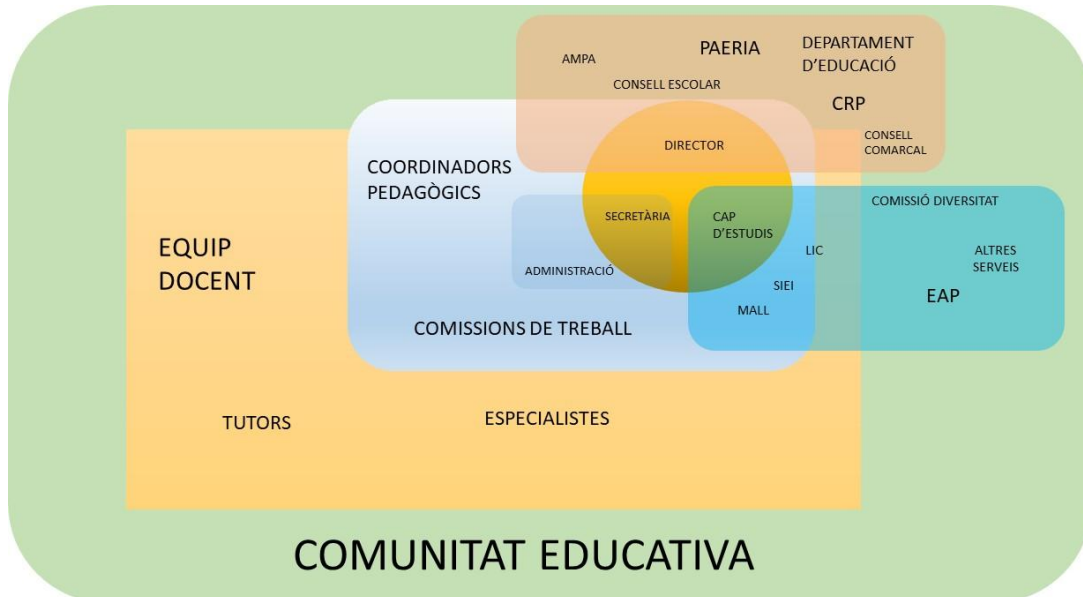 AMPA
PAERIA
DEPARTAMENT
D'EDUCACIÓ
CONSELL ESCOLAR
CRP
CONSELL
COMARCAL
DIRECTOR
COORDINADORS
PEDAGÒGICS
COMISSIÓ DIVERSITAT
SECRETÀRIA
CAP
D'ESTUDIS
EQUIP
DOCENT
LIC
ALTRES
SERVEIS
ADMINISTRACIÓ
SIEI
EAP
MALL
COMISSIONS DE TREBALL
TUTORS
ESPECIALISTES
COMUNITAT EDUCATIVA